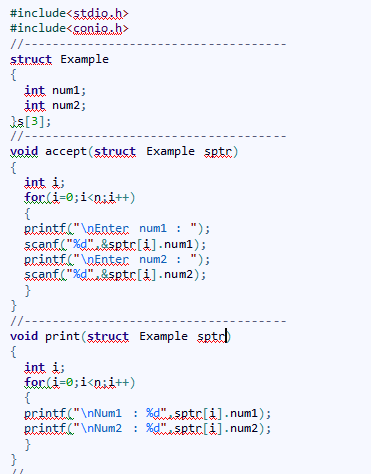 #include<stdio.h>
#include<conio.h>
//--------------------------------------
struct Example
{
int num1;
int num2;
}s[3];
//--------------------------------------
void accept(struct Example sptr)
{
int i;
for(i=0;i<n;i++)
{
printf("\nEnter num1 : ");
scanf("%d",&sptr[i].num1);
printf("\nEnter num2 : ");
scanf("%d",&sptr[i].num2);
}
}
//--------------------------------------
void print(struct Example sptr)
{
int i;
for(i=0;i<n;i++)
{
printf("\nNum1 : %d",sptr[i].num1);
printf("\nNum2 : %d",sptr[i].num2);
}
}